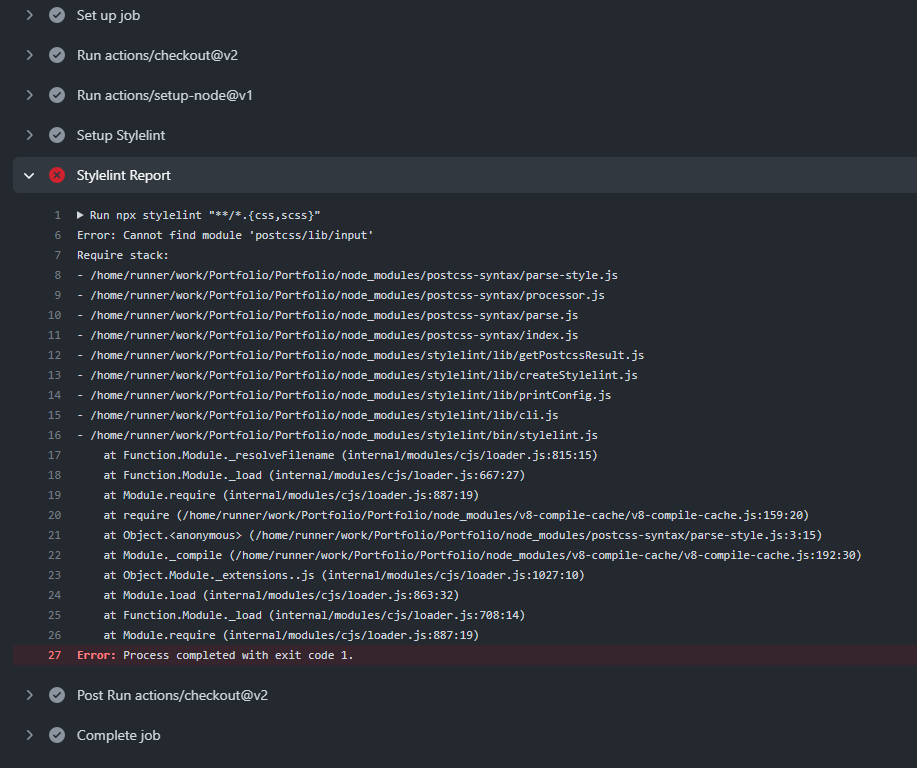 Set up job
Run actions/checkout@v2
Run actions/setup-node@v1
Setup Stylelint
Stylelint Report
1 ▶ Run npx stylelint "**/*.{css,scss}"
6 Error: Cannot find module 'postcss/lib/input'
7 Require stack:
8 - /home/runner/work/Portfolio/Portfolio/node_modules/postcss-syntax/parse-style.js
9 - /home/runner/work/Portfolio/Portfolio/node_modules/postcss-syntax/processor.js
10 - /home/runner/work/Portfolio/Portfolio/node_modules/postcss-syntax/parse.js
11 - /home/runner/work/Portfolio/Portfolio/node_modules/postcss-syntax/index.js
12 - /home/runner/work/Portfolio/Portfolio/node_modules/stylelint/lib/getPostcssResult.js
13 - /home/runner/work/Portfolio/Portfolio/node_modules/stylelint/lib/createStylelint.js
14 - /home/runner/work/Portfolio/Portfolio/node_modules/stylelint/lib/printConfig.js
15 - /home/runner/work/Portfolio/Portfolio/node_modules/stylelint/lib/cli.js
16 - /home/runner/work/Portfolio/Portfolio/node_modules/stylelint/bin/stylelint.js
17 at Function.Module._resolveFilename (internal/modules/cjs/loader.js:815:15)
18 at Function.Module._load (internal/modules/cjs/loader.js:667:27)
19 at Module.require (internal/modules/cjs/loader.js:887:19)
20 at require (/home/runner/work/Portfolio/Portfolio/node_modules/v8-compile-cache/v8-compile-cache.js:159:20)
21 at Object.<anonymous> (/home/runner/work/Portfolio/Portfolio/node_modules/postcss-syntax/parse-style.js:3:15)
22 at Module._compile (/home/runner/work/Portfolio/Portfolio/node_modules/v8-compile-cache/v8-compile-cache.js:192:30)
23 at Object.Module._extensions..js (internal/modules/cjs/loader.js:1027:10)
24 at Module.load (internal/modules/cjs/loader.js:863:32)
25 at Function.Module._load (internal/modules/cjs/loader.js:708:14)
26 at Module.require (internal/modules/cjs/loader.js:887:19)
27 Error: Process completed with exit code 1.
Post Run actions/checkout@v2
Complete job